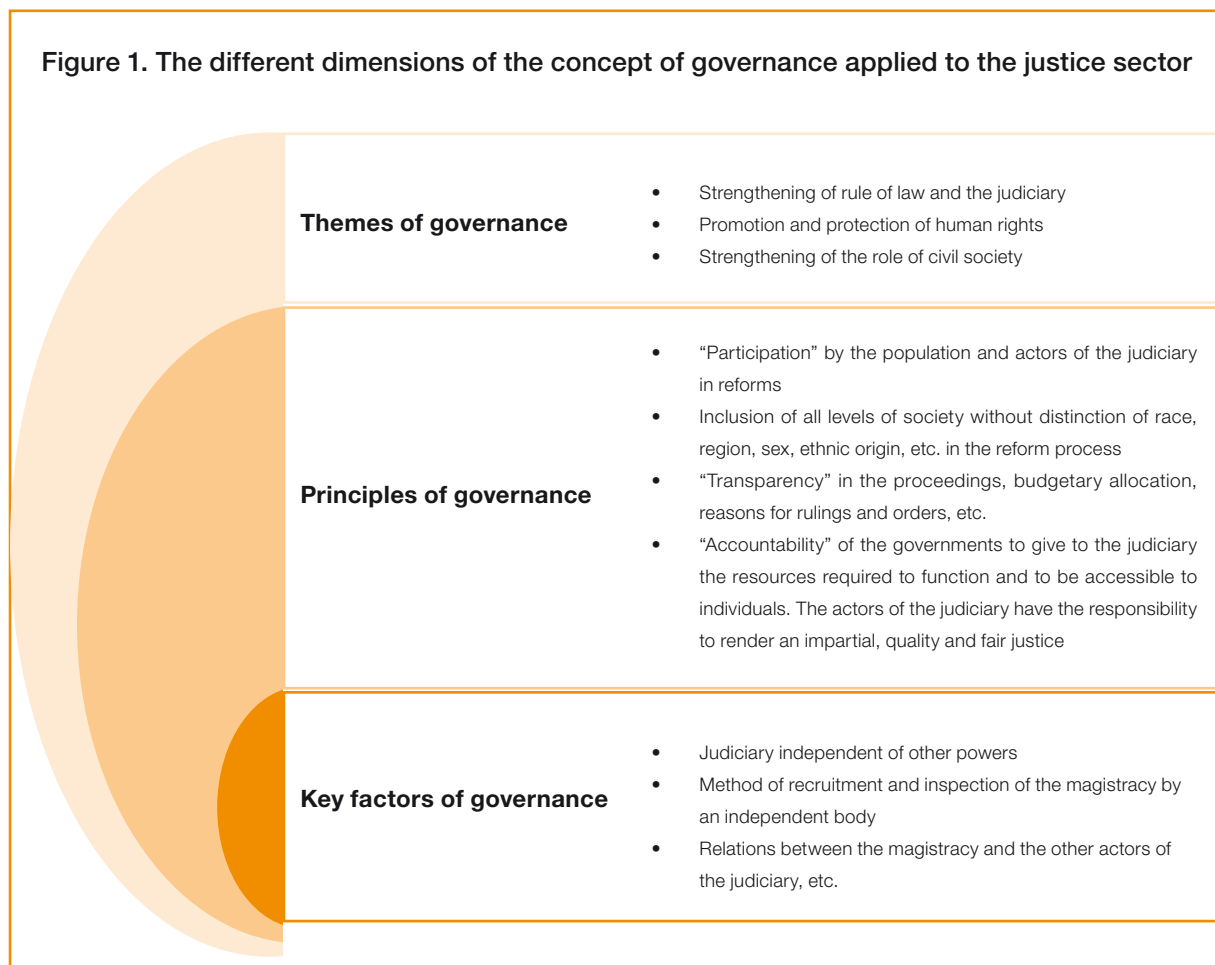 Figure 1. The different dimensions of the concept of governance applied to the justice sector
Themes of governance
• Strengthening of rule of law and the judiciary
• Promotion and protection of human rights
• Strengthening of the role of civil society
Principles of governance
• “Participation” by the population and actors of the judiciary
in reforms
• Inclusion of all levels of society without distinction of race,
region, sex, ethnic origin, etc. in the reform process
• “Transparency” in the proceedings, budgetary allocation,
reasons for rulings and orders, etc.
• “Accountability” of the governments to give to the judiciary
the resources required to function and to be accessible to
individuals. The actors of the judiciary have the responsibility
to render an impartial, quality and fair justice
Key factors of governance
• Judiciary independent of other powers
• Method of recruitment and inspection of the magistracy by
an independent body
• Relations between the magistracy and the other actors of
the judiciary, etc.